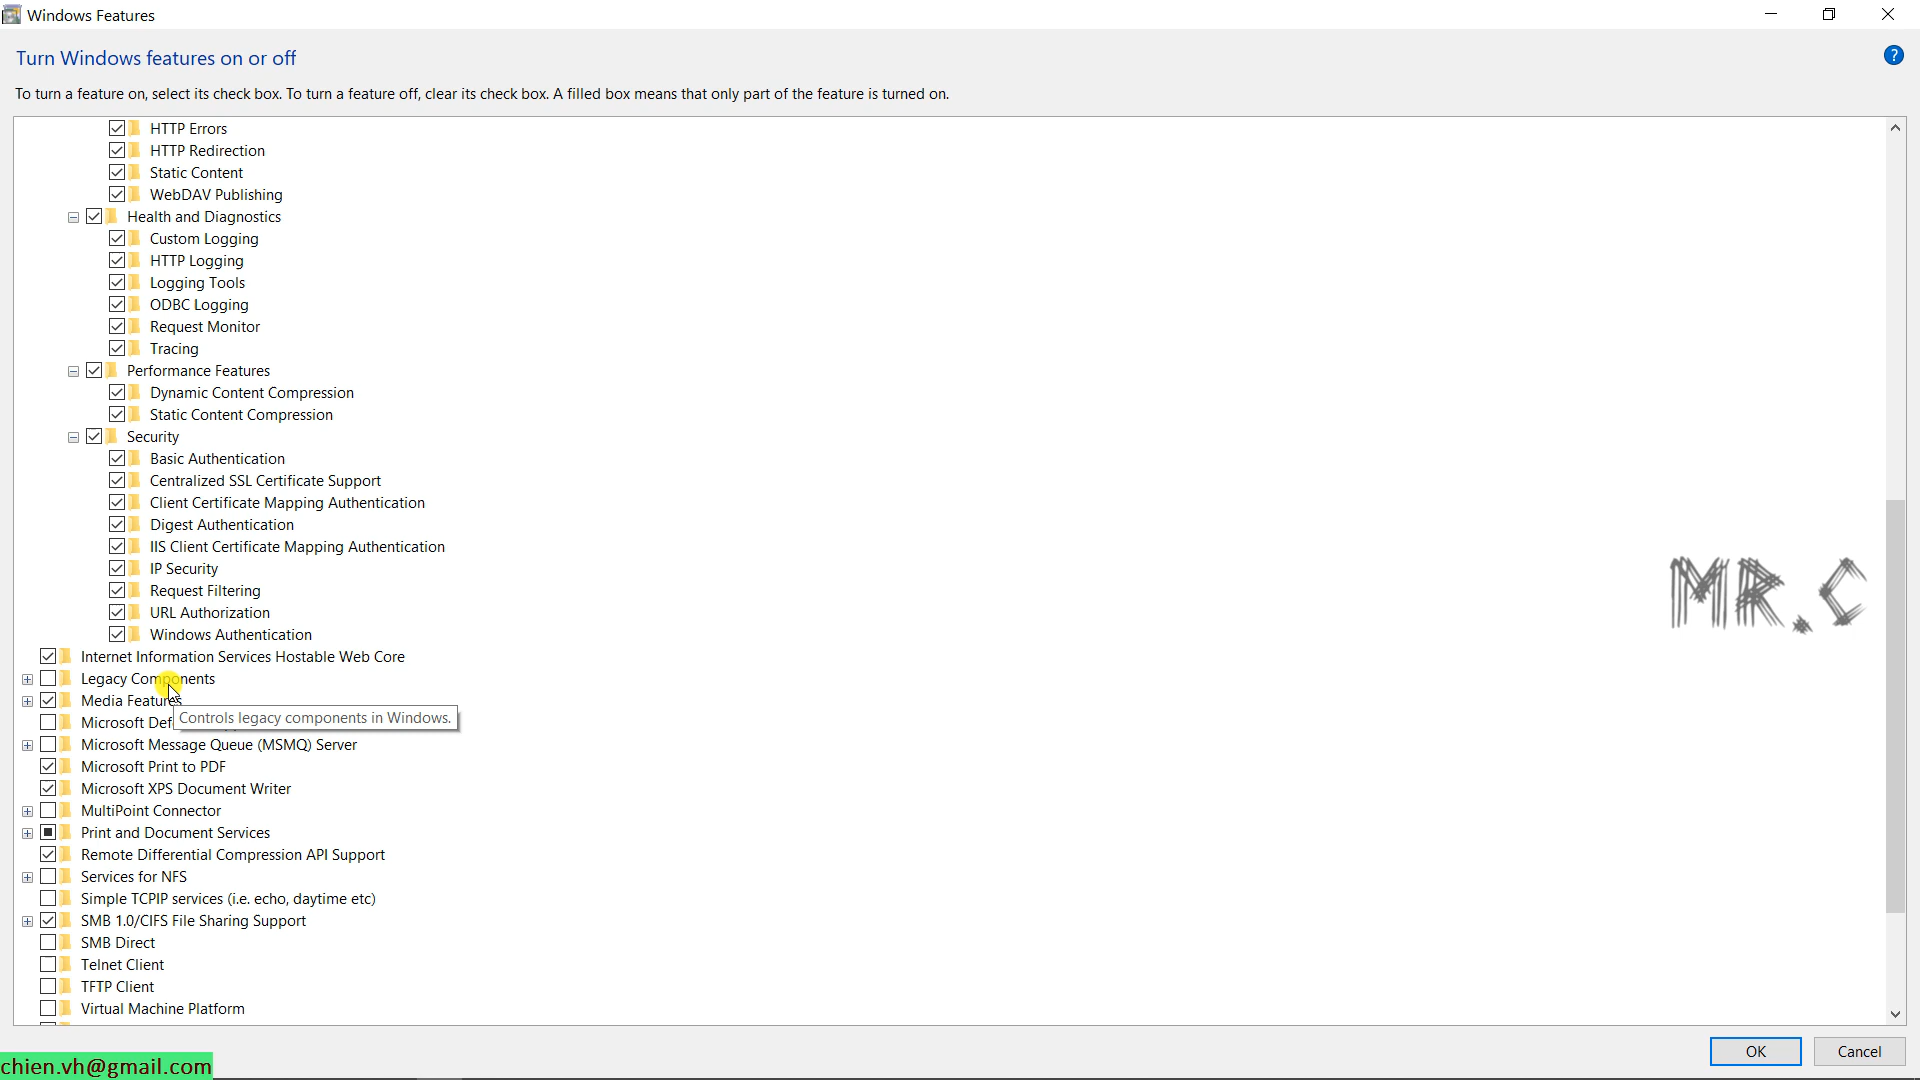 Windows Features
Turn Windows features on or off
?
To turn a feature on, select its check box. To turn a feature off, clear its check box. A filled box means that only part of the feature is turned on.
HTTP Errors
HTTP Redirection
Static Content
WebDAV Publishing
Health and Diagnostics
Custom Logging
HTTP Logging
Logging Tools
ODBC Logging
Request Monitor
Tracing
Performance Features
Dynamic Content Compression
Static Content Compression
Security
Basic Authentication
Centralized SSL Certificate Support
Client Certificate Mapping Authentication
Digest Authentication
IIS Client Certificate Mapping Authentication
IP Security
Request Filtering
URL Authorization
Windows Authentication
MR.C
Internet Information Services Hostable Web Core
Legacy Components
Media Features
Microsoft
Controls legacy components in Windows.
Microsoft Message Queue (MSMQ) Server
Microsoft Print to PDF
Microsoft XPS Document Writer
MultiPoint Connector
Print and Document Services
Remote Differential Compression API Support
Services for NFS
Simple TCPIP services (i.e. echo, daytime etc)
SMB 1.0/CIFS File Sharing Support
SMB Direct
Telnet Client
TFTP Client
Virtual Machine Platform
OK
Cancel
chien.vh@gmail.com